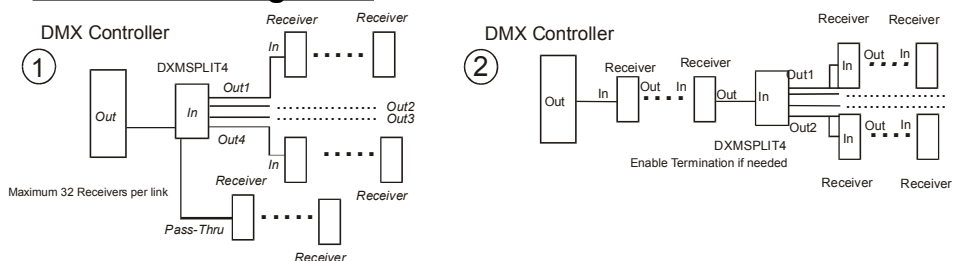 Receiver Receiver
DMX Controller
1
In
DXMSPLIT4
Out1
Out
In
Out2
Out3
Out4
In
Maximum 32 Receivers per link
Receiver
Receiver
Pass-Thru
Receiver
DMX Controller
2
Receiver Receiver
Receiver Receiver
Out In
In
Out1
Out
In Out In Out
In
Out2
Out In
In
DXMSPLIT4
Enable Termination if needed
Receiver Receiver